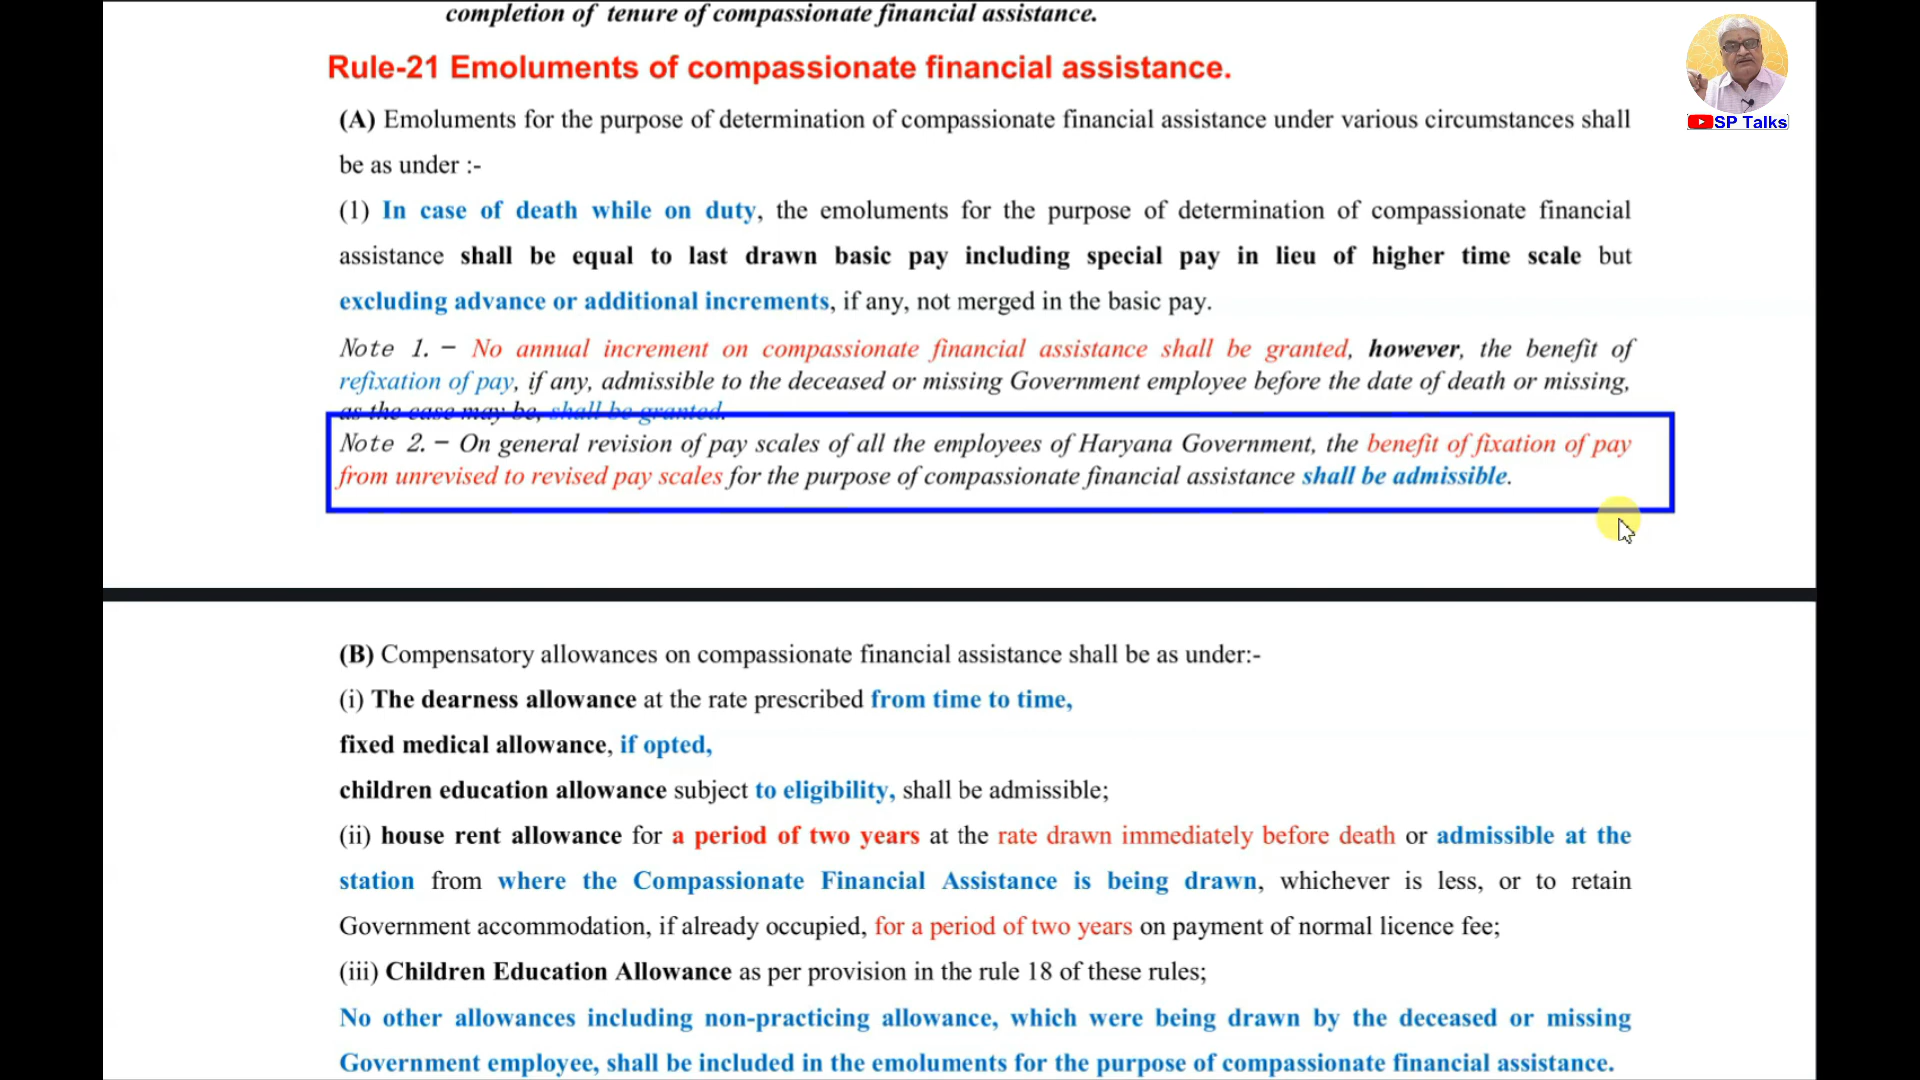 completion of tenure of compassionate financial assistance.
Rule-21 Emoluments of compassionate financial assistance.
SP Talks
(A) Emoluments for the purpose of determination of compassionate financial assistance under various circumstances shall
be as under :-
(1) In case of death while on duty, the emoluments for the purpose of determination of compassionate financial
assistance shall be equal to last drawn basic pay including special pay in lieu of higher time scale but
excluding advance or additional increments, if any, not merged in the basic pay.
Note 1. – No annual increment on compassionate financial assistance shall be granted, however, the benefit of
refixation of pay, if any, admissible to the deceased or missing Government employee before the date of death or missing,
as the case may be, shall be granted.
Note 2. – On general revision of pay scales of all the employees of Haryana Government, the benefit of fixation of pay
from unrevised to revised pay scales for the purpose of compassionate financial assistance shall be admissible.
(B) Compensatory allowances on compassionate financial assistance shall be as under:-
(i) The dearness allowance at the rate prescribed from time to time,
fixed medical allowance, if opted,
children education allowance subject to eligibility, shall be admissible;
(ii) house rent allowance for a period of two years at the rate drawn immediately before death or admissible at the
station from where the Compassionate Financial Assistance is being drawn, whichever is less, or to retain
Government accommodation, if already occupied, for a period of two years on payment of normal licence fee;
(iii) Children Education Allowance as per provision in the rule 18 of these rules;
No other allowances including non-practicing allowance, which were being drawn by the deceased or missing
Government employee, shall be included in the emoluments for the purpose of compassionate financial assistance.